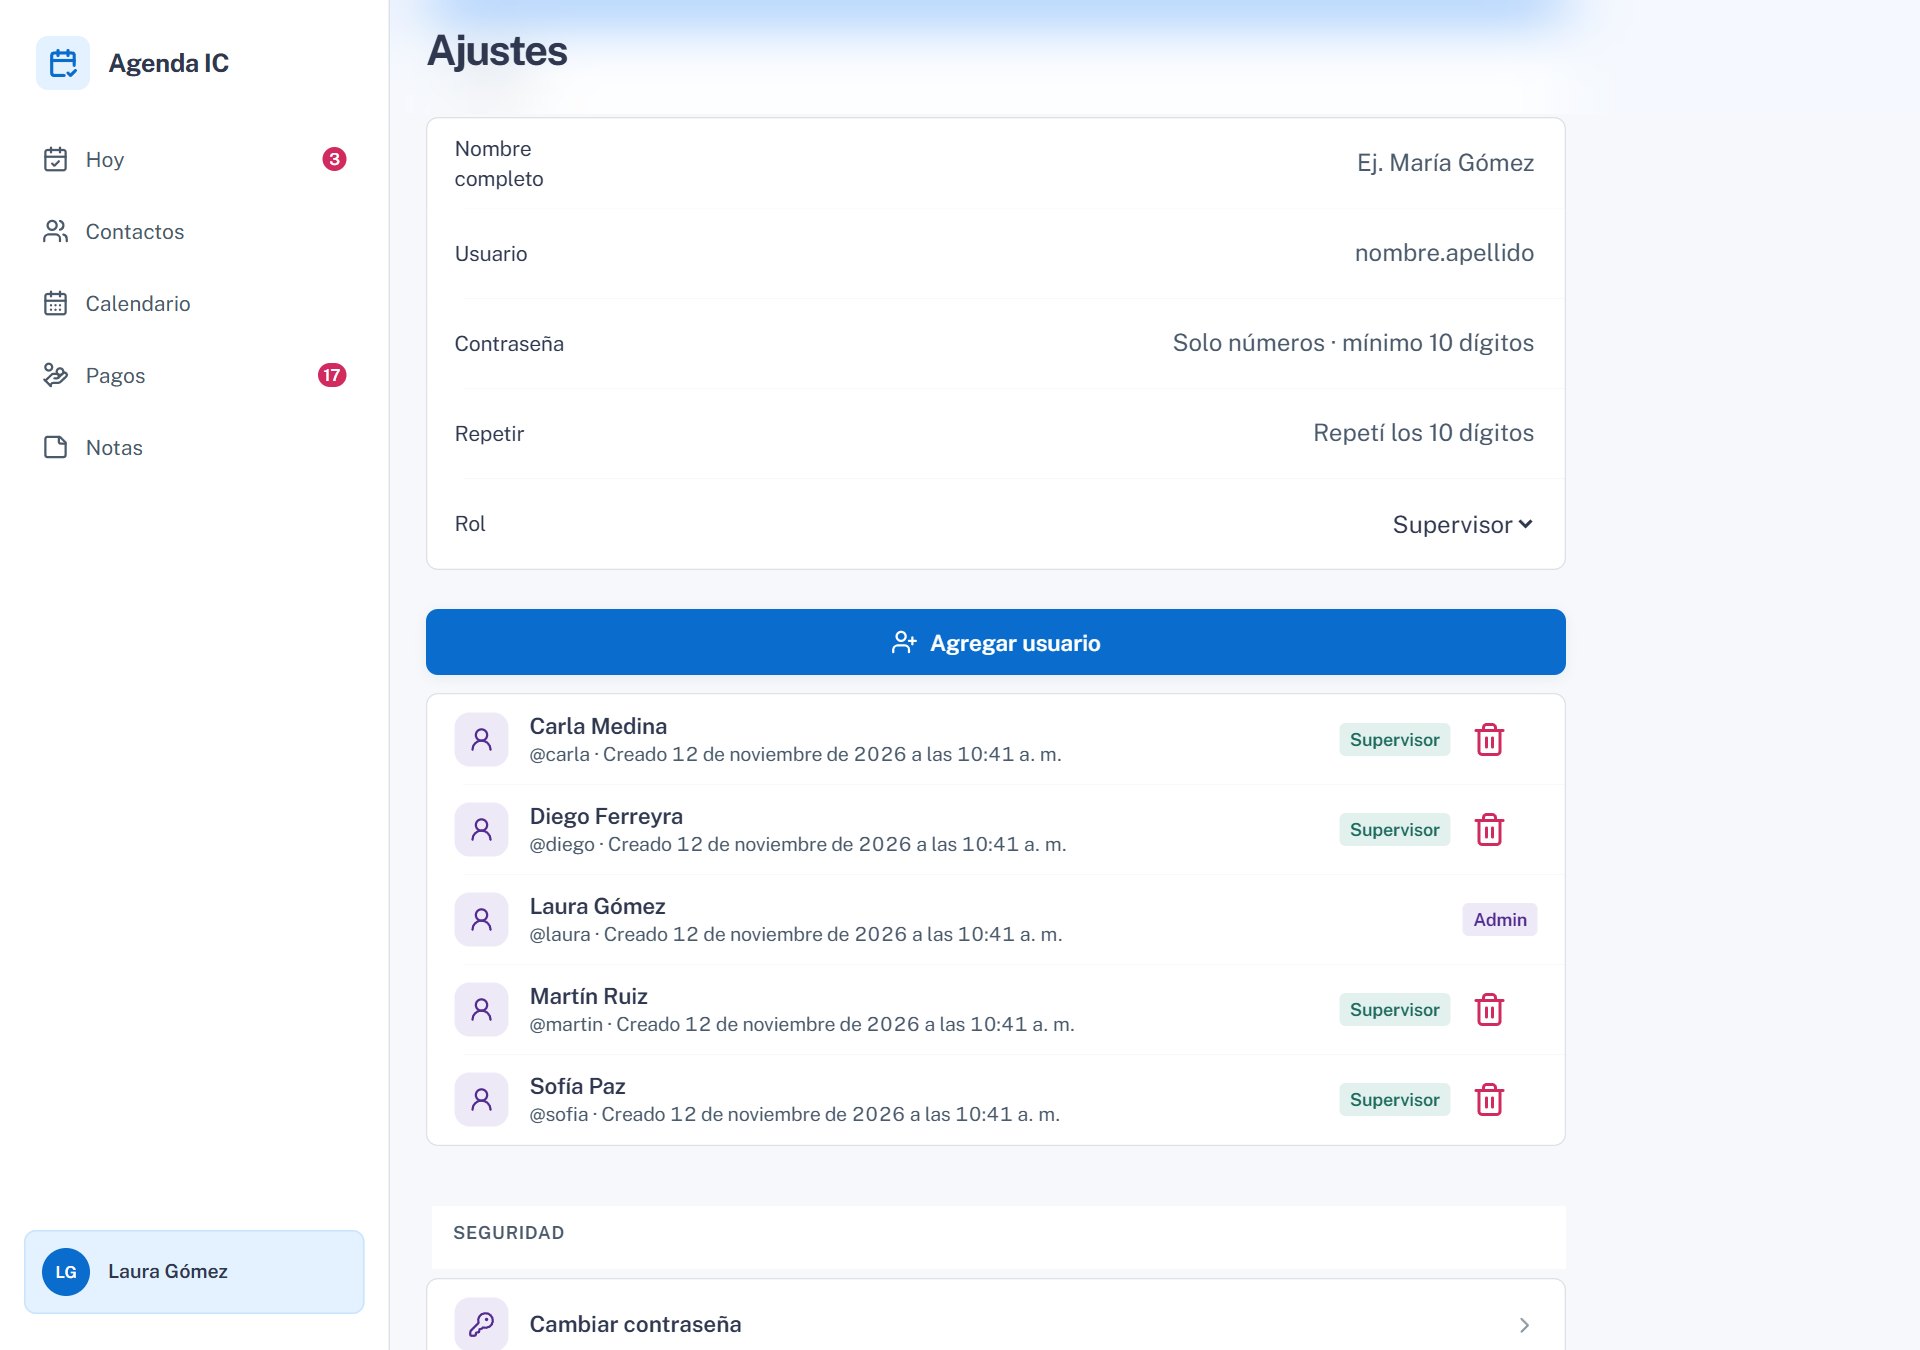 Agenda IC
Hoy
3
Contactos
Calendario
Pagos
17
Notas
LG
Laura Gómez
Ajustes
Nombre
completo
Ej. María Gómez
Usuario
nombre.apellido
Contraseña
Solo números · mínimo 10 dígitos
Repetir
Repetí los 10 dígitos
Rol
Supervisor
Agregar usuario
Carla Medina
@carla · Creado 12 de noviembre de 2026 a las 10:41 a. m.
Supervisor
Diego Ferreyra
@diego · Creado 12 de noviembre de 2026 a las 10:41 a. m.
Supervisor
Laura Gómez
@laura · Creado 12 de noviembre de 2026 a las 10:41 a. m.
Admin
Martín Ruiz
@martin · Creado 12 de noviembre de 2026 a las 10:41 a. m.
Supervisor
Sofía Paz
@sofia · Creado 12 de noviembre de 2026 a las 10:41 a. m.
Supervisor
SEGURIDAD
Cambiar contraseña